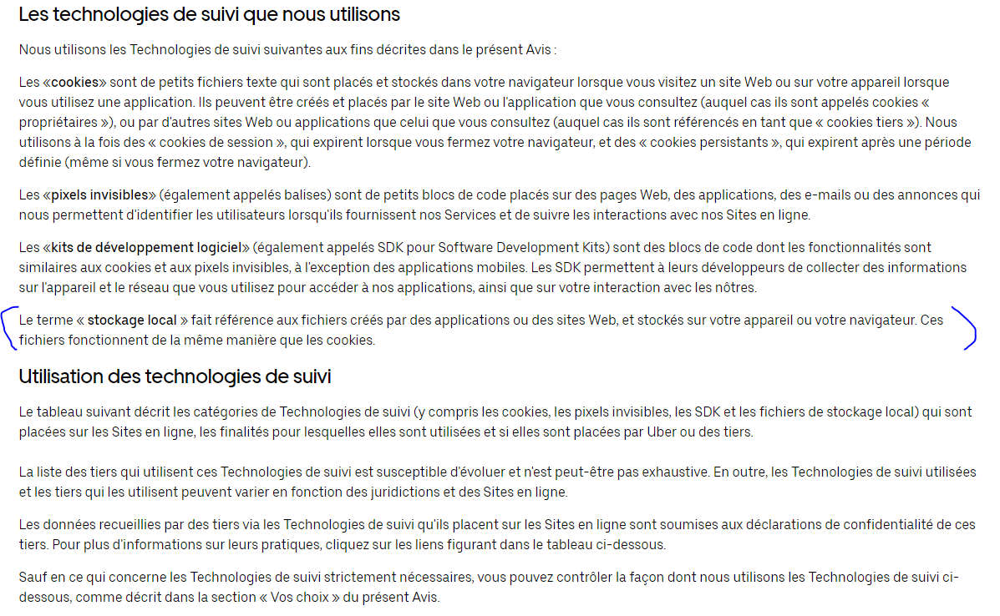 Les technologies de suivi que nous utilisons
Nous utilisons les Technologies de suivi suivantes aux fins décrites dans le présent Avis :
Les «cookies» sont de petits fichiers texte qui sont placés et stockés dans votre navigateur lorsque vous visitez un site Web ou sur votre appareil lorsque
vous utilisez une application. Ils peuvent être créés et placés par le site Web ou l'application que vous consultez (auquel cas ils sont appelés cookies «
propriétaires »), ou par d'autres sites Web ou applications que celui que vous consultez (auquel cas ils sont référencés en tant que « cookies tiers »). Nous
utilisons à la fois des « cookies de session », qui expirent lorsque vous fermez votre navigateur, et des « cookies persistants », qui expirent après une période
définie (même si vous fermez votre navigateur).
Les «pixels invisibles» (également appelés balises) sont de petits blocs de code placés sur des pages Web, des applications, des e-mails ou des annonces qui
nous permettent d'identifier les utilisateurs lorsqu'ils fournissent nos Services et de suivre les interactions avec nos Sites en ligne.
Les «kits de développement logiciel» (également appelés SDK pour Software Development Kits) sont des blocs de code dont les fonctionnalités sont
similaires aux cookies et aux pixels invisibles, à l'exception des applications mobiles. Les SDK permettent à leurs développeurs de collecter des informations
sur l'appareil et le réseau que vous utilisez pour accéder à nos applications, ainsi que sur votre interaction avec les nôtres.
Le terme « stockage local » fait référence aux fichiers créés par des applications ou des sites Web, et stockés sur votre appareil ou votre navigateur. Ces
fichiers fonctionnent de la même manière que les cookies.
Utilisation des technologies de suivi
Le tableau suivant décrit les catégories de Technologies de suivi (y compris les cookies, les pixels invisibles, les SDK et les fichiers de stockage local) qui sont
placées sur les Sites en ligne, les finalités pour lesquelles elles sont utilisées et si elles sont placées par Uber ou des tiers.
La liste des tiers qui utilisent ces Technologies de suivi est susceptible d'évoluer et n'est peut-être pas exhaustive. En outre, les Technologies de suivi utilisées
et les tiers qui les utilisent peuvent varier en fonction des juridictions et des Sites en ligne.
Les données recueillies par des tiers via les Technologies de suivi qu'ils placent sur les Sites en ligne sont soumises aux déclarations de confidentialité de ces
tiers. Pour plus d'informations sur leurs pratiques, cliquez sur les liens figurant dans le tableau ci-dessous.
Sauf en ce qui concerne les Technologies de suivi strictement nécessaires, vous pouvez contrôler la façon dont nous utilisons les Technologies de suivi ci-
dessous, comme décrit dans la section « Vos choix » du présent Avis.